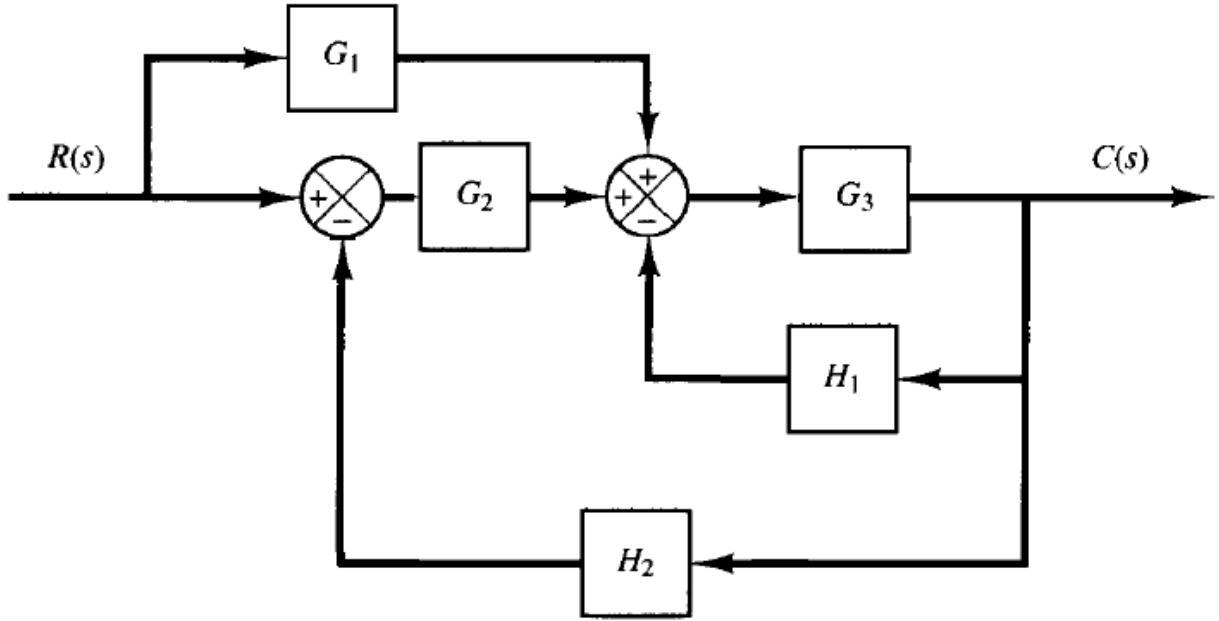 G₁
R(s)
C(s)
+
−
G₂
+
+
−
G₃
H₁
H₂